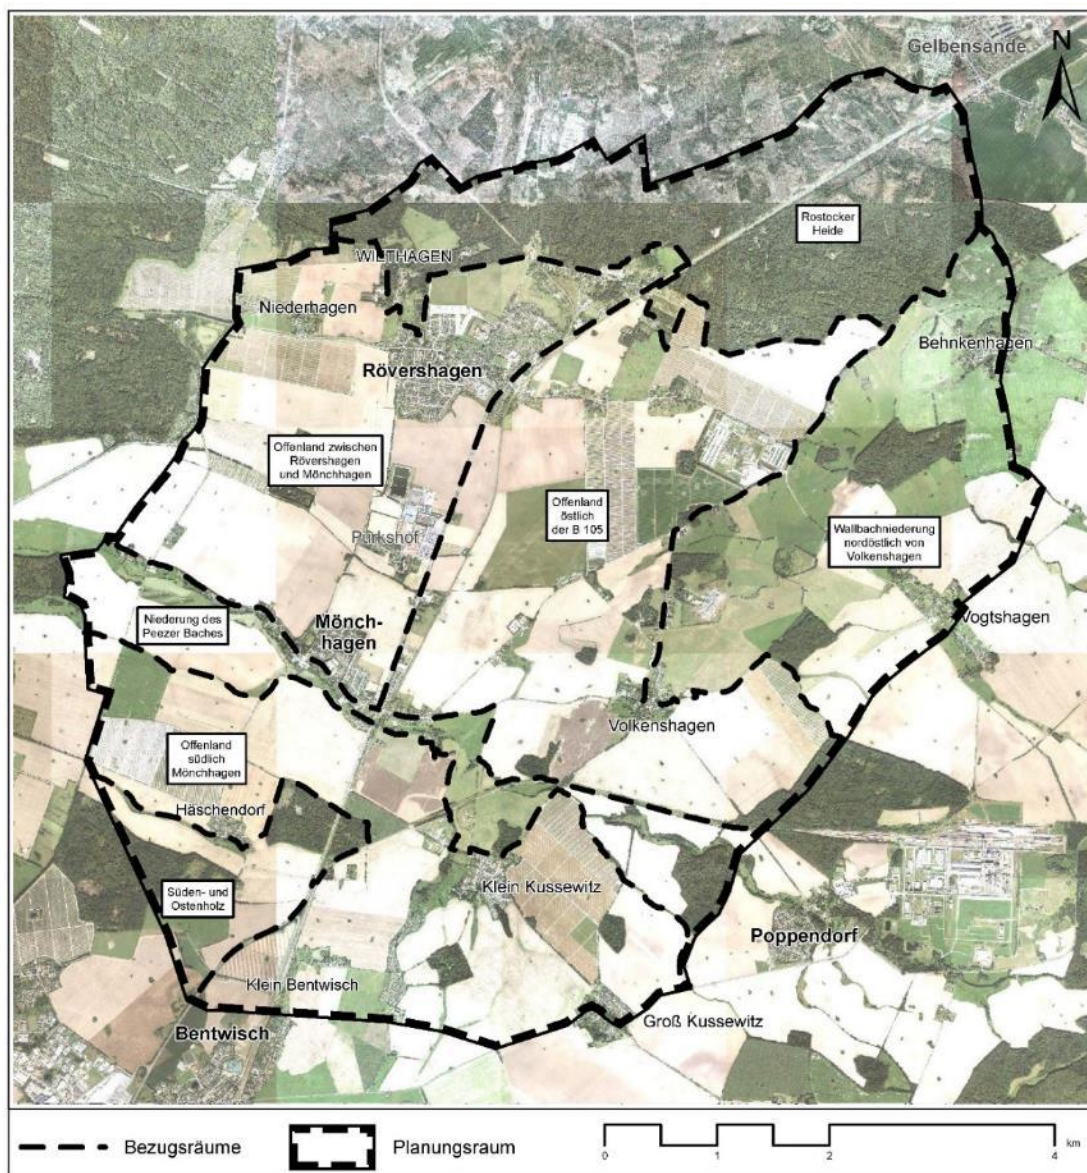 Gelbensande
N
Rostocker
Heide
WILTHAGEN
Niederhagen
Behnkenhagen
Rövershagen
Offenland zwischen
Rövershagen
und Mönchhagen
Offenland
östlich
der B 105
Purkshof
Wallbachniederung
nordöstlich von
Volkenshagen
Niederung des
Peezer Baches
Mönch-
hagen
Vogtshagen
Volkenshagen
Offenland
südlich
Mönchhagen
Häschendorf
Klein Kussewitz
Süden- und
Ostenholz
Poppendorf
Klein Bentwisch
Groß Kussewitz
Bentwisch
Bezugsräume
Planungsraum
km
0 1 2 4